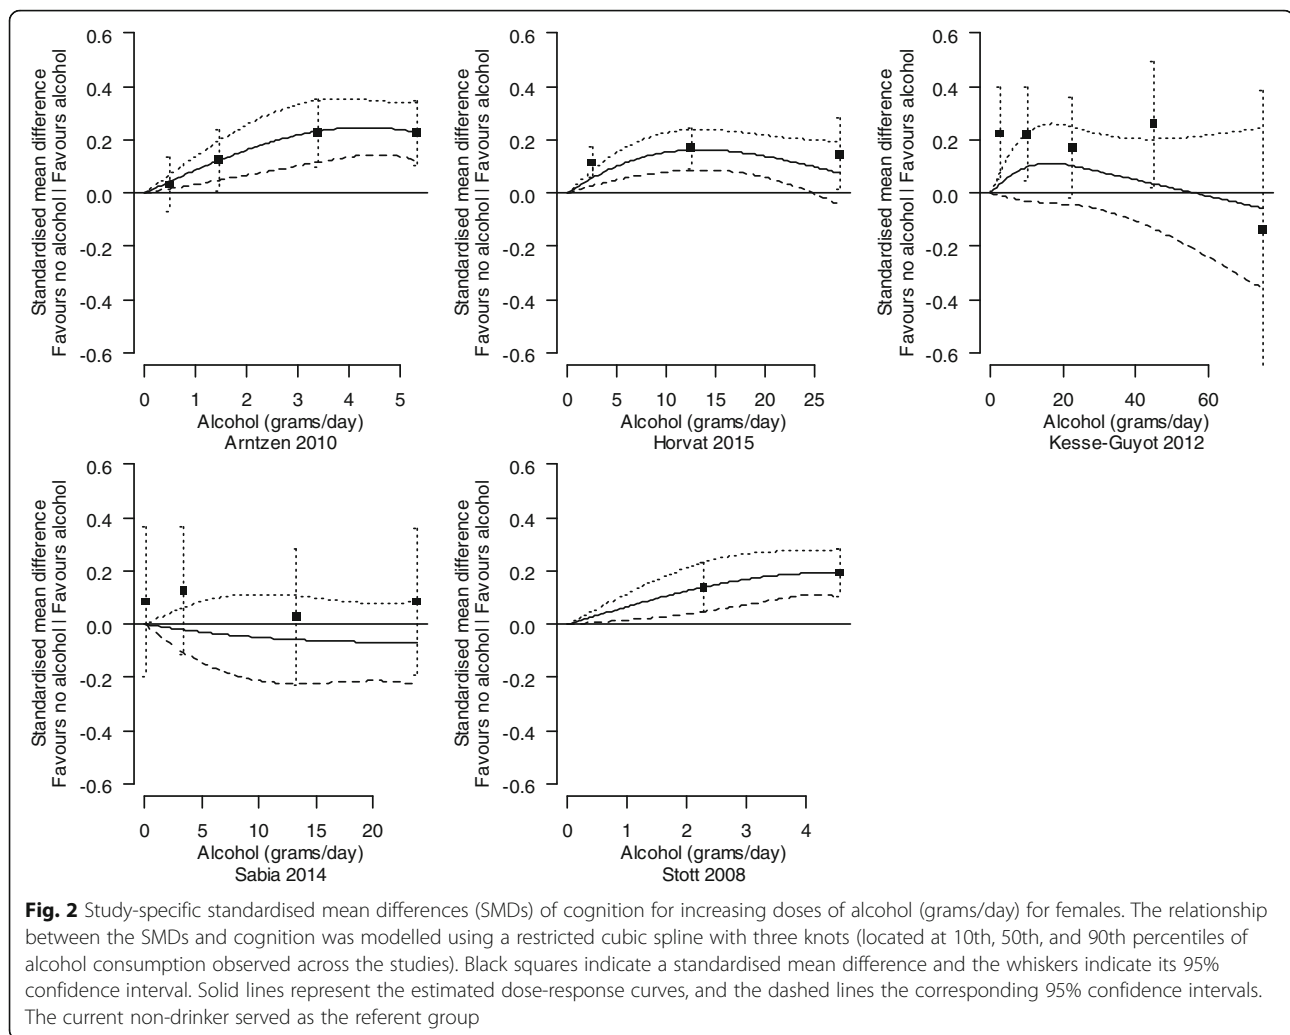 0.6
0.4
0.2
0.0
-0.2
-0.4
-0.6
Standardised mean difference
Favours no alcohol | Favours alcohol
0 1 2 3 4 5
Alcohol (grams/day)
Arntzen 2010
0.6
0.4
0.2
0.0
-0.2
-0.4
-0.6
Standardised mean difference
Favours no alcohol | Favours alcohol
0 5 10 15 20 25
Alcohol (grams/day)
Horvat 2015
0.6
0.4
0.2
0.0
-0.2
-0.4
-0.6
Standardised mean difference
Favours no alcohol | Favours alcohol
0 20 40 60
Alcohol (grams/day)
Kesse-Guyot 2012
0.6
0.4
0.2
0.0
-0.2
-0.4
-0.6
Standardised mean difference
Favours no alcohol | Favours alcohol
0 5 10 15 20
Alcohol (grams/day)
Sabia 2014
0.6
0.4
0.2
0.0
-0.2
-0.4
-0.6
Standardised mean difference
Favours no alcohol | Favours alcohol
0 1 2 3 4
Alcohol (grams/day)
Stott 2008
Fig. 2 Study-specific standardised mean differences (SMDs) of cognition for increasing doses of alcohol (grams/day) for females. The relationship
between the SMDs and cognition was modelled using a restricted cubic spline with three knots (located at 10th, 50th, and 90th percentiles of
alcohol consumption observed across the studies). Black squares indicate a standardised mean difference and the whiskers indicate its 95%
confidence interval. Solid lines represent the estimated dose-response curves, and the dashed lines the corresponding 95% confidence intervals.
The current non-drinker served as the referent group